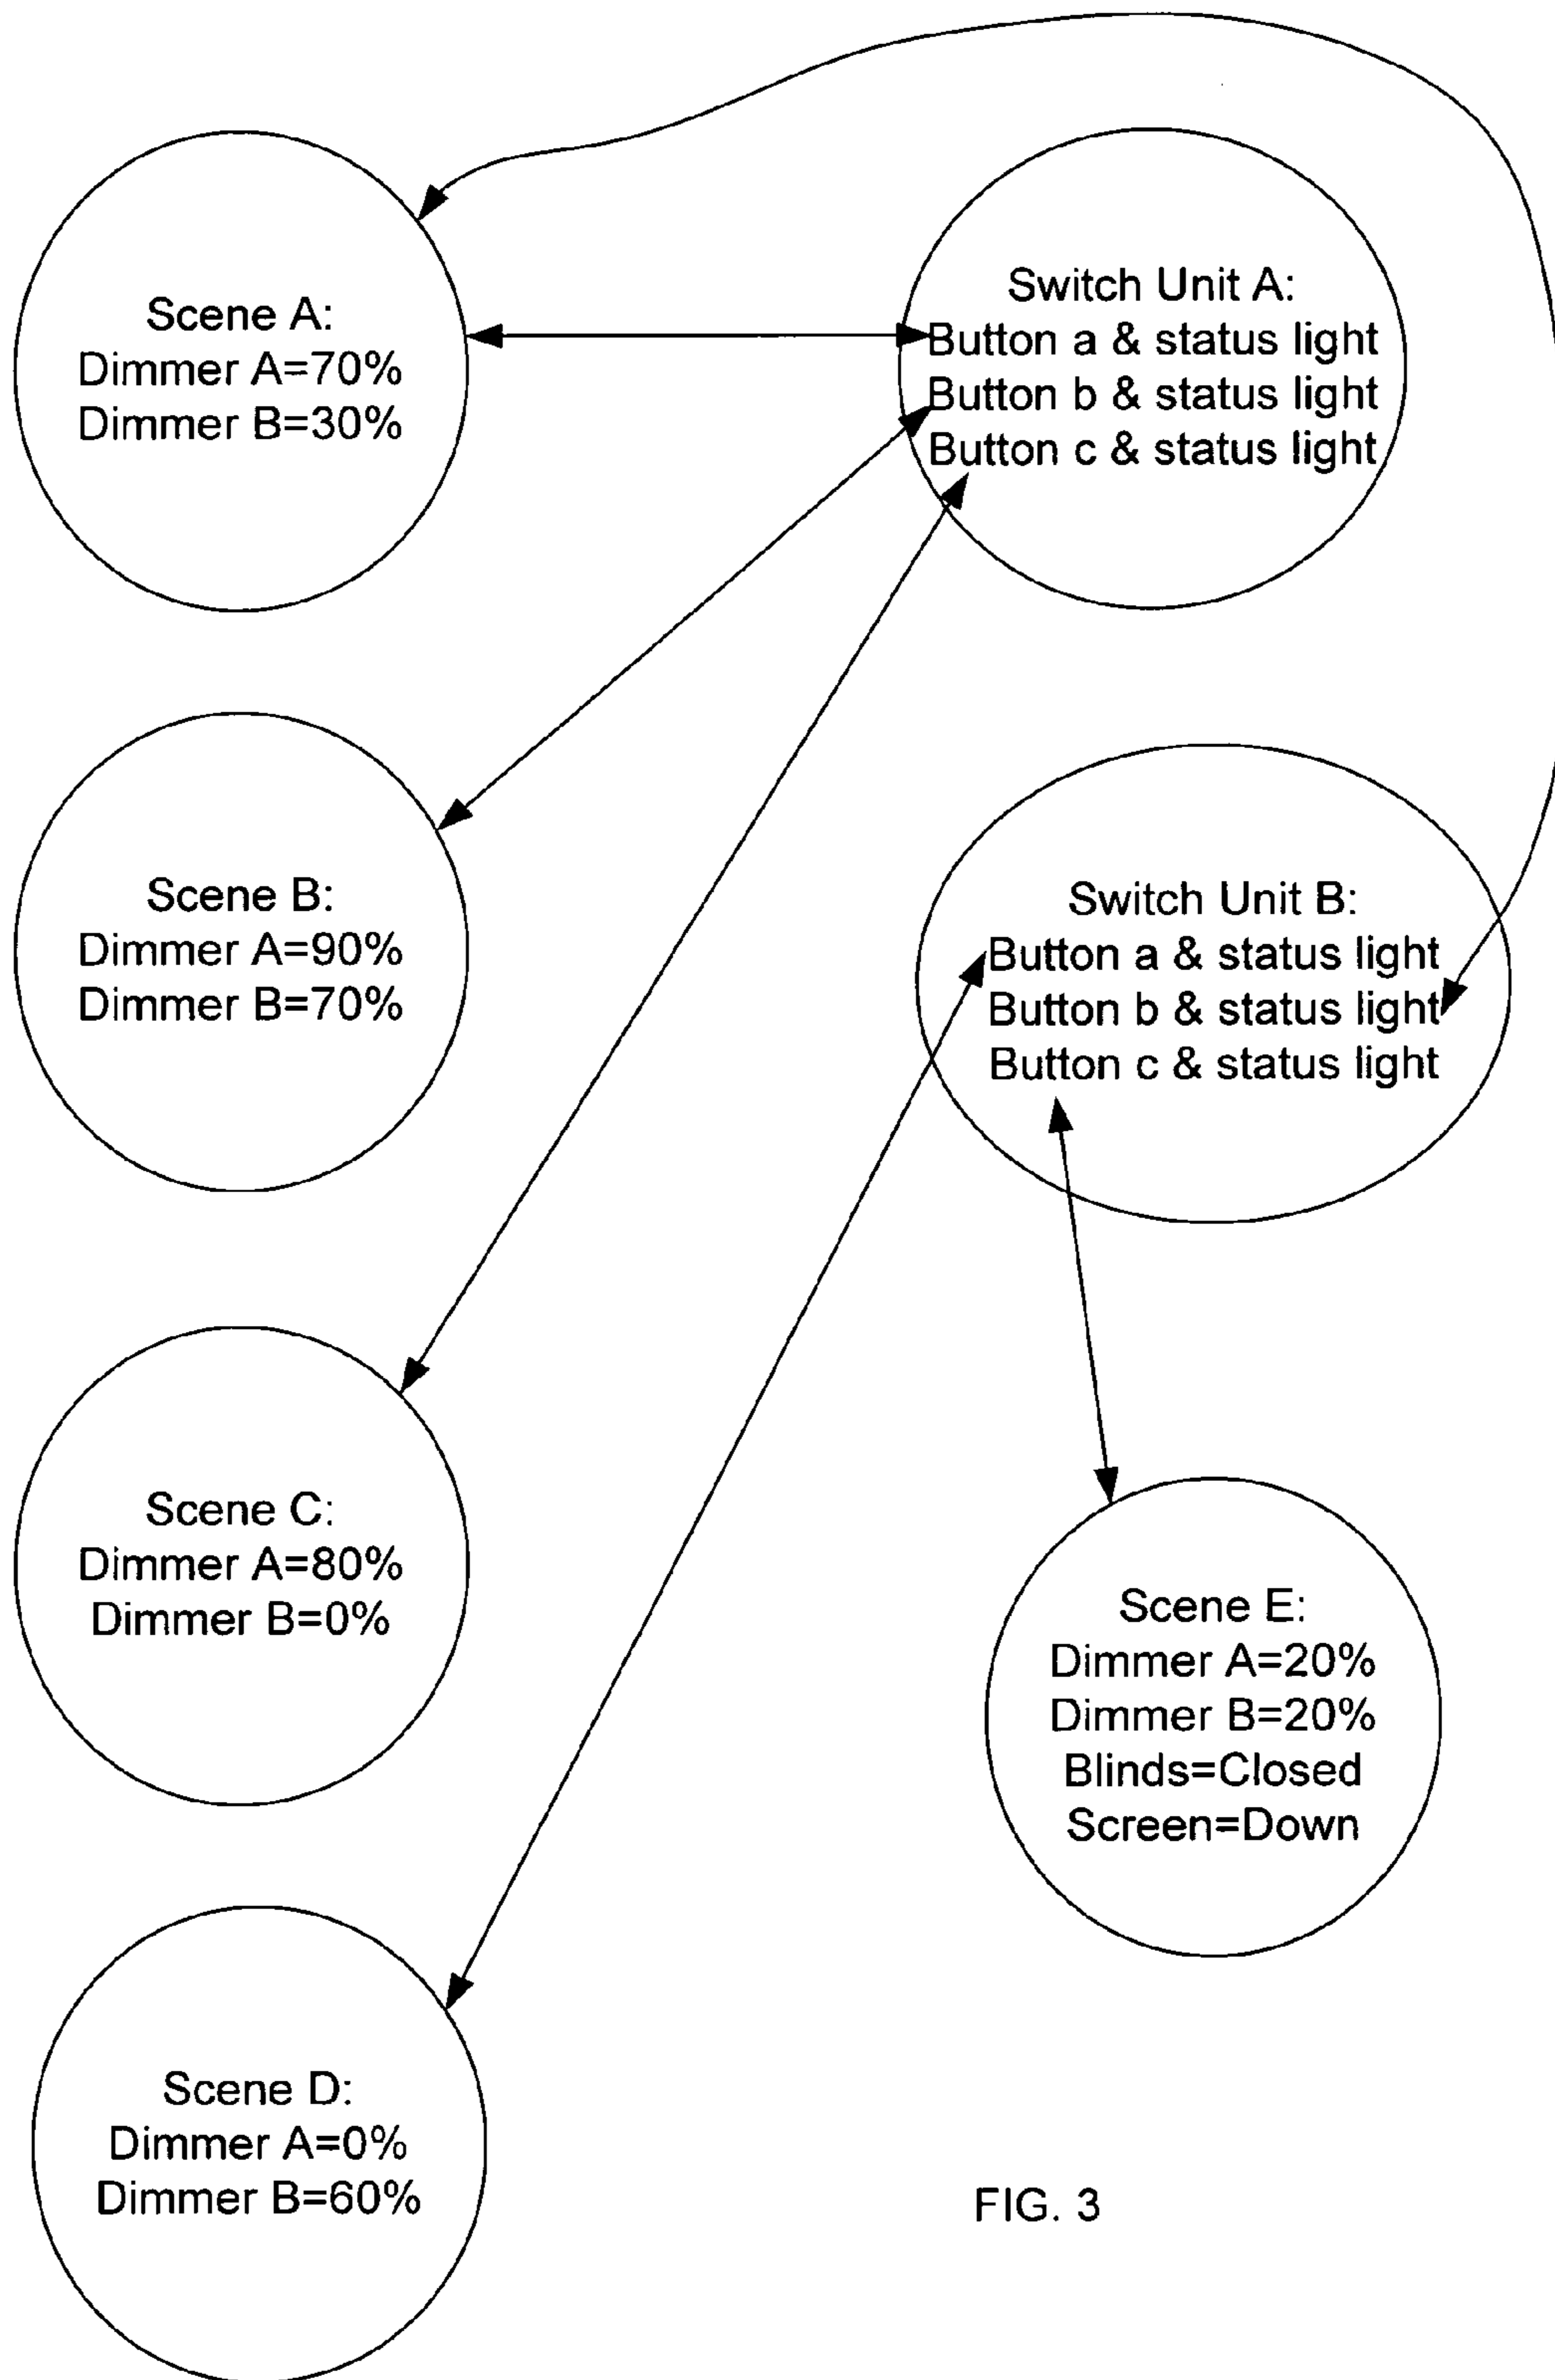 Scene A:
Dimmer A=70%
Dimmer B=30%
Switch Unit A:
Button a & status light
Button b & status light
Button c & status light
Scene B:
Dimmer A=90%
Dimmer B=70%
Switch Unit B:
Button a & status light
Button b & status light
Button c & status light
Scene C:
Dimmer A=80%
Dimmer B=0%
Scene E:
Dimmer A=20%
Dimmer B=20%
Blinds=Closed
Screen=Down
Scene D:
Dimmer A=0%
Dimmer B=60%
FIG. 3